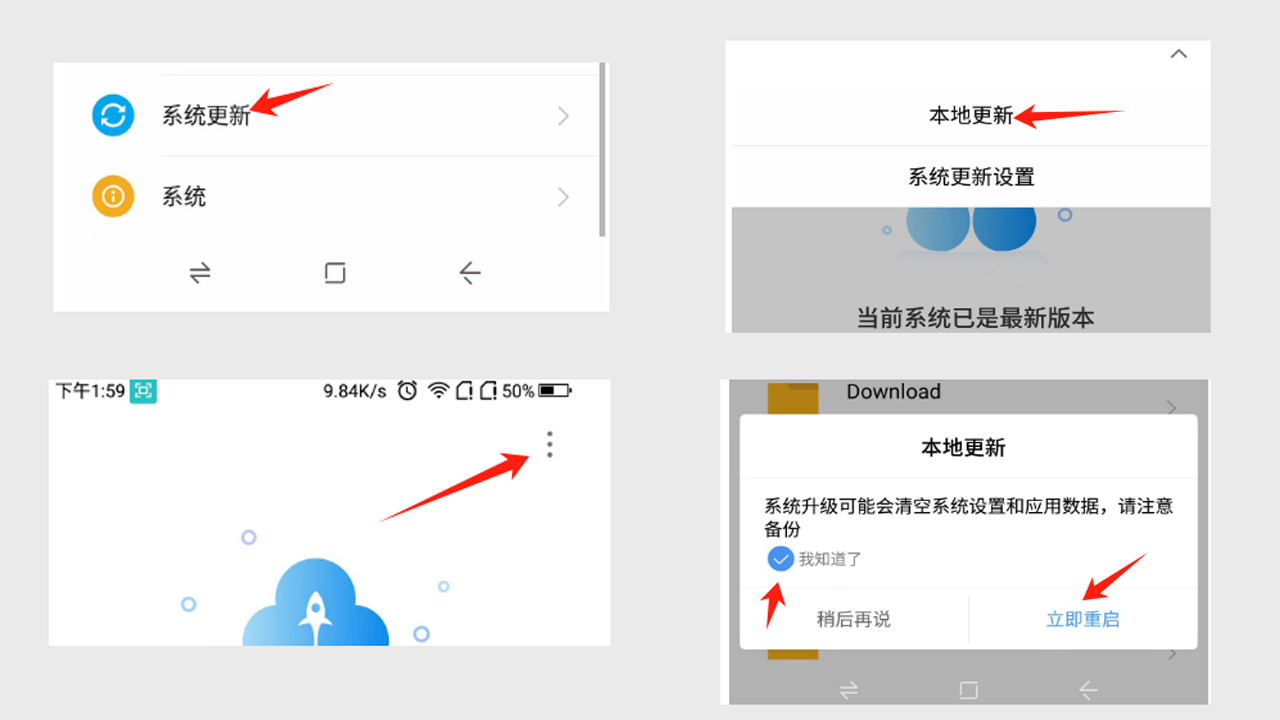 系统更新
系统
本地更新
系统更新设置
当前系统已是最新版本
下午1:59
9.84K/s
50%
Download
本地更新
系统升级可能会清空系统设置和应用数据，请注意
备份
我知道了
稍后再说
立即重启